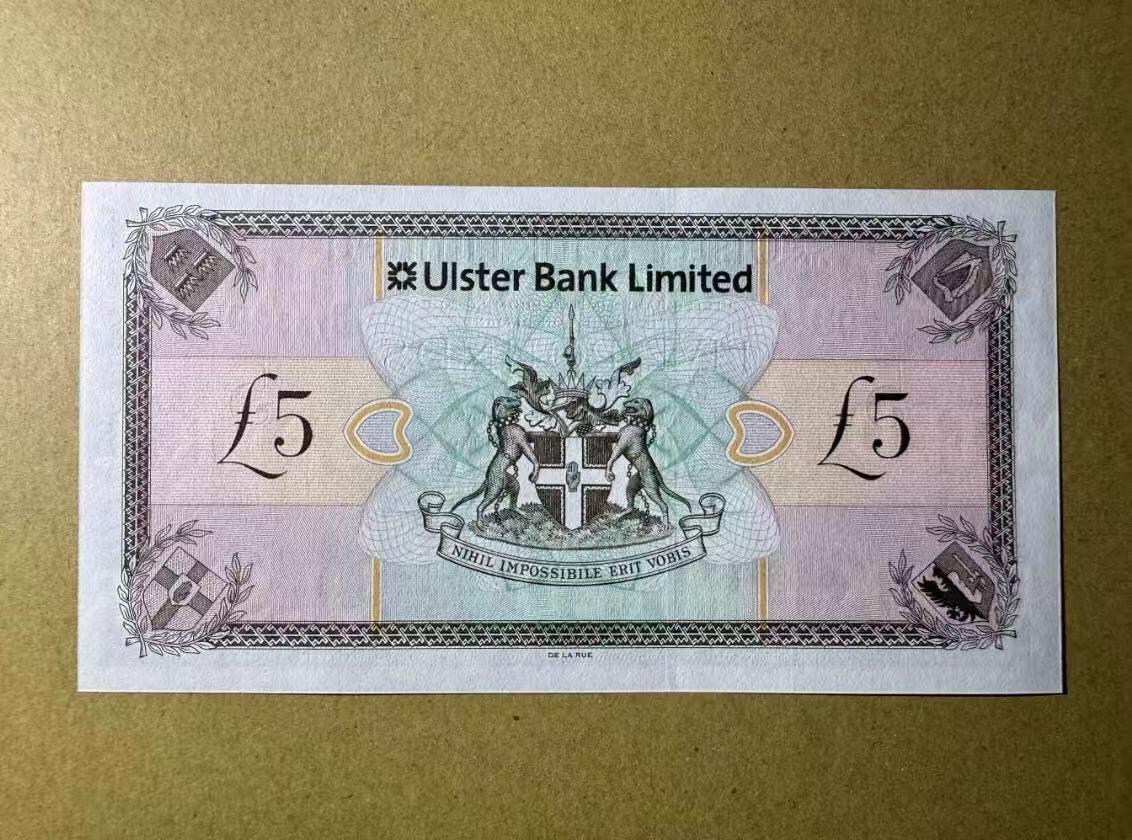 Ulster Bank Limited
£5
£5
NIHIL IMPOSSIBILE ERIT VOBIS
DE LA RUE